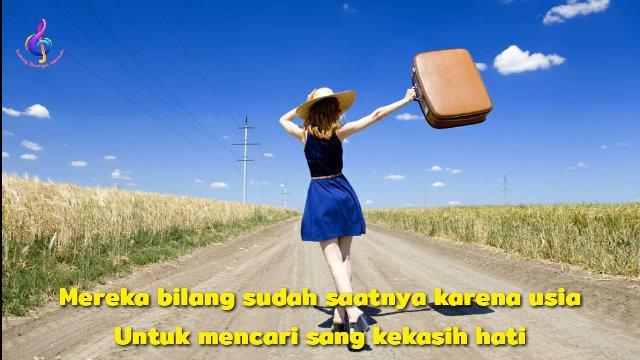 Mereka bilang sudah saatnya karena usia
Untuk mencari sang kekasih hati